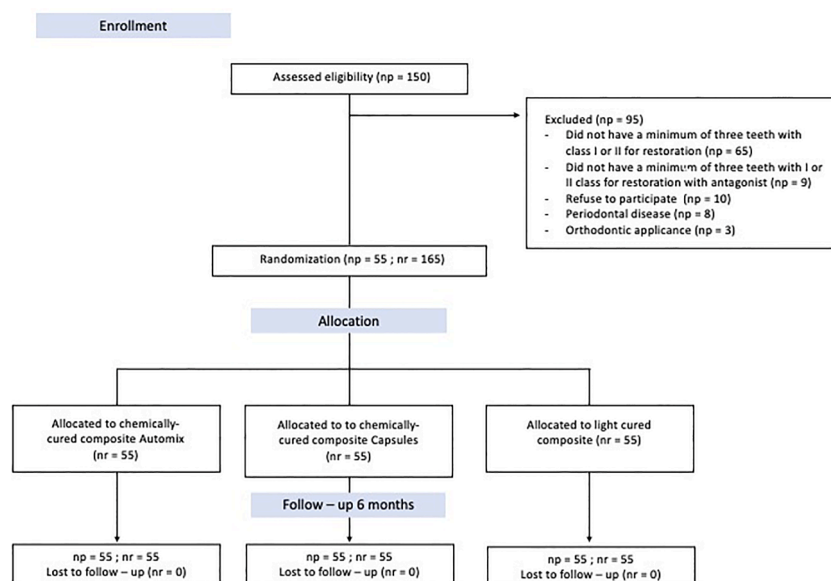 Enrollment
Assessed eligibility (np = 150)
Excluded (np = 95)
- Did not have a minimum of three teeth with
class I or II for restoration (np = 65)
- Did not have a minimum of three teeth with I or
II class for restoration with antagonist (np = 9)
- Refuse to participate (np = 10)
- Periodontal disease (np = 8)
- Orthodontic applicance (np = 3)
Randomization (np = 55 ; nr = 165)
Allocation
Allocated to chemically-
cured composite Automix
(nr = 55)
Allocated to to chemically-
cured composite Capsules
(nr = 55)
Allocated to light cured
composite (nr = 55)
Follow – up 6 months
np = 55 ; nr = 55
Lost to follow – up (nr = 0)
np = 55 ; nr = 55
Lost to follow – up (nr = 0)
np = 55 ; nr = 55
Lost to follow – up (nr = 0)